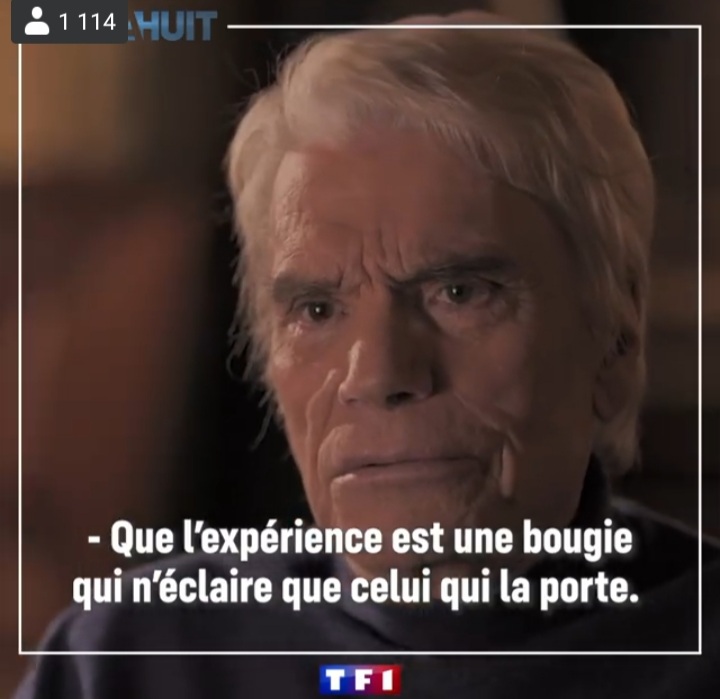 1 114
HUIT
- Que l'expérience est une bougie
qui n'éclaire que celui qui la porte.
TF1